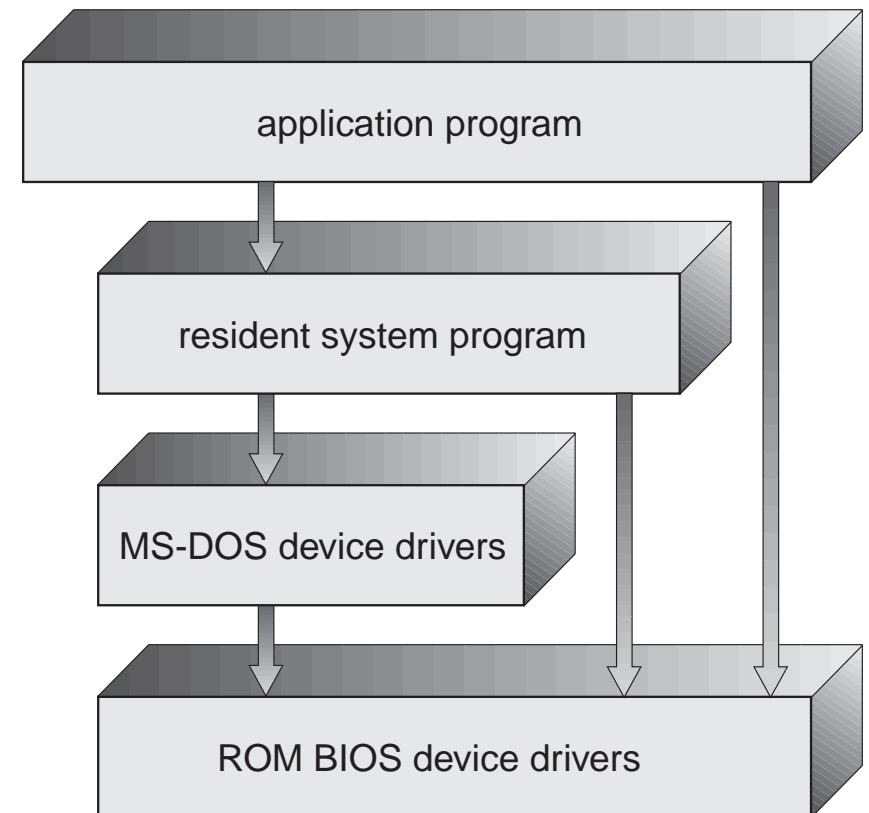 application program
resident system program
MS-DOS device drivers
ROM BIOS device drivers